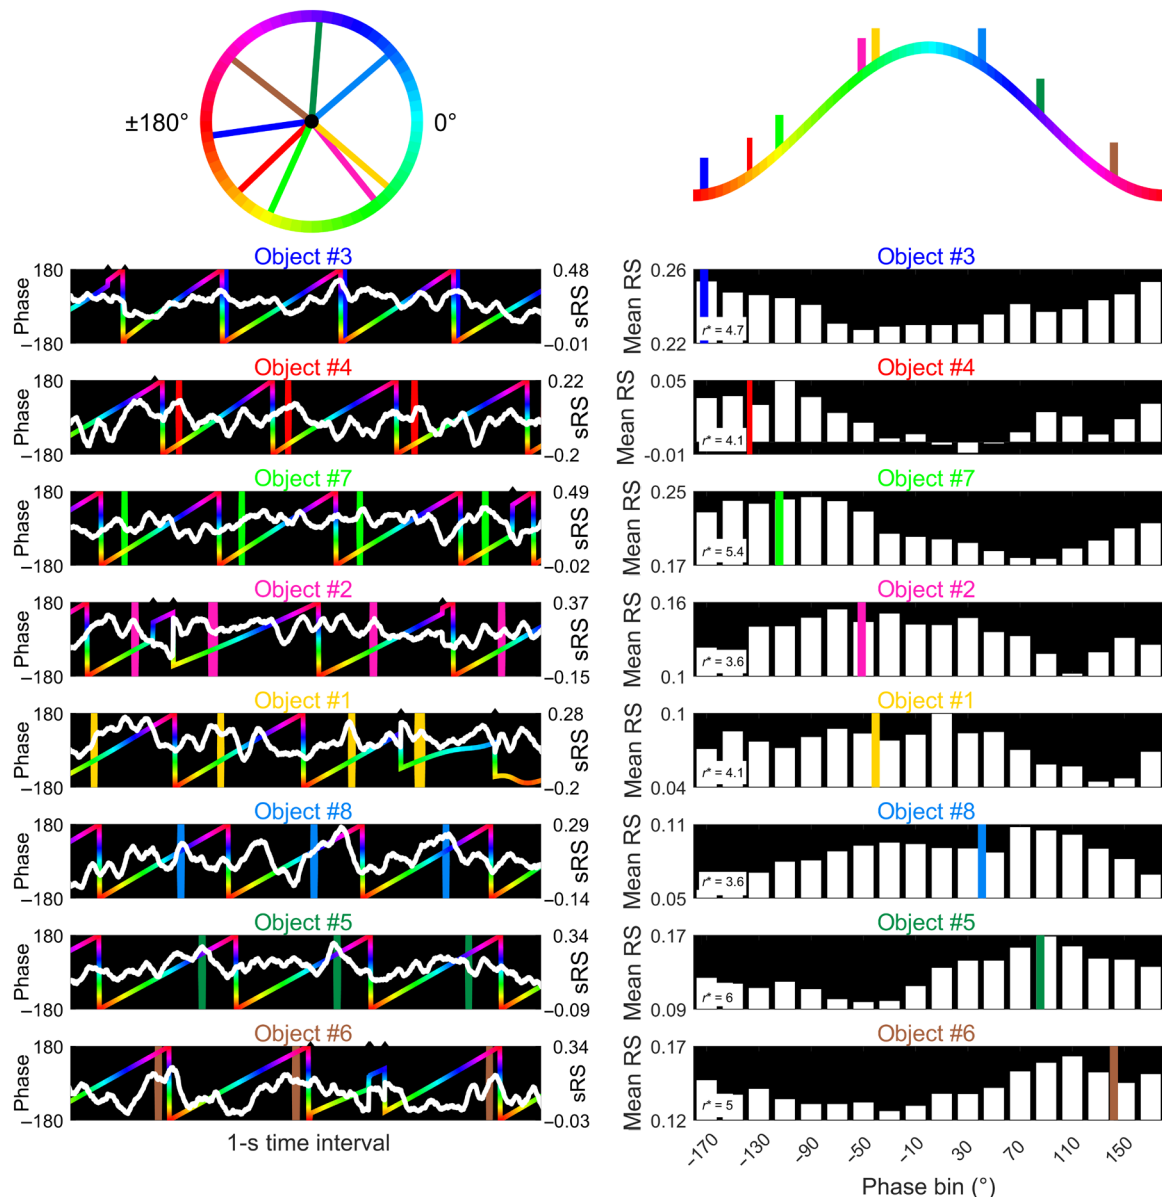 ±180°
0°
Object #3
180
Phase
−180
0.48
sRS
−0.01
Object #3
0.26
Mean RS
0.22
r* = 4.7
Object #4
180
Phase
−180
0.22
sRS
−0.2
Object #4
0.05
Mean RS
-0.01
r* = 4.1
Object #7
180
Phase
−180
0.49
sRS
−0.02
Object #7
0.25
Mean RS
0.17
r* = 5.4
Object #2
180
Phase
−180
0.37
sRS
−0.15
Object #2
0.16
Mean RS
0.1
r* = 3.6
Object #1
180
Phase
−180
0.28
sRS
−0.2
Object #1
0.1
Mean RS
0.04
r* = 4.1
Object #8
180
Phase
−180
0.29
sRS
−0.14
Object #8
0.11
Mean RS
0.05
r* = 3.6
Object #5
180
Phase
−180
0.34
sRS
−0.09
Object #5
0.17
Mean RS
0.09
r* = 6
Object #6
180
Phase
−180
0.34
sRS
−0.03
Object #6
0.17
Mean RS
0.12
r* = 5
1-s time interval
−170 −130 −90 −50 −10 30 70 110 150
Phase bin (°)